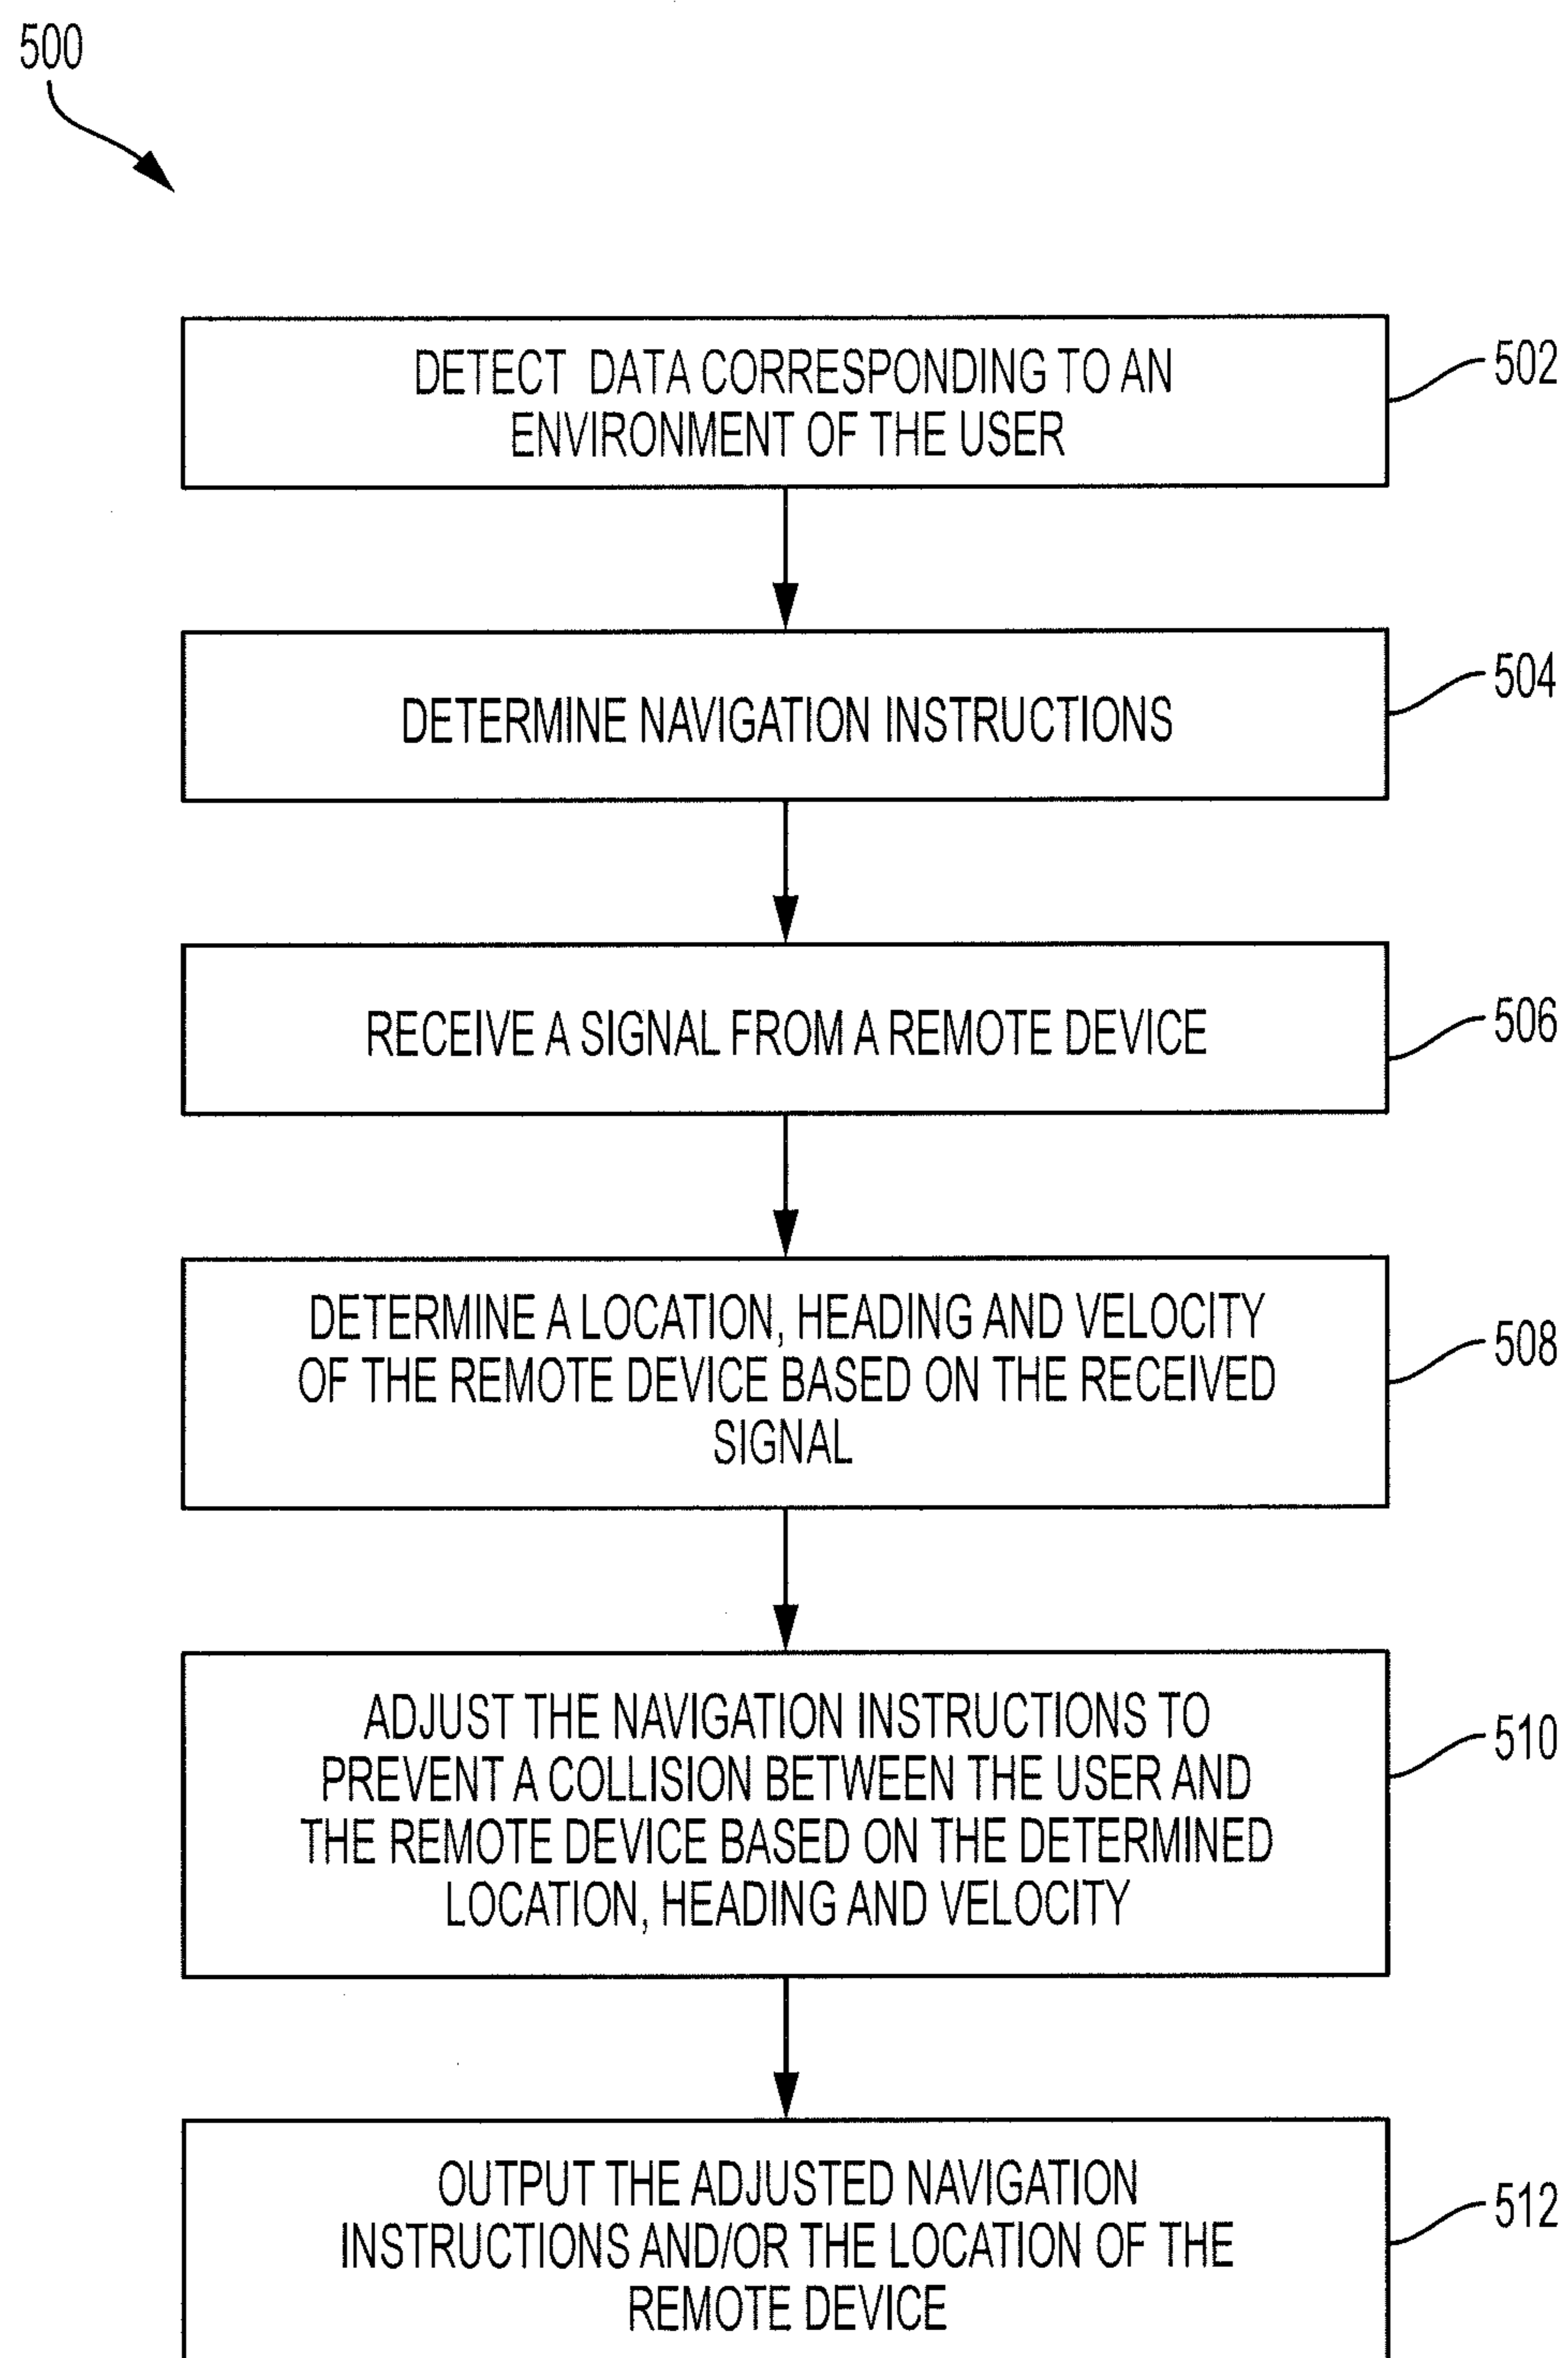 500
DETECT DATA CORRESPONDING TO AN
ENVIRONMENT OF THE USER
502
DETERMINE NAVIGATION INSTRUCTIONS
504
RECEIVE A SIGNAL FROM A REMOTE DEVICE
506
DETERMINE A LOCATION, HEADING AND VELOCITY
OF THE REMOTE DEVICE BASED ON THE RECEIVED
SIGNAL
508
ADJUST THE NAVIGATION INSTRUCTIONS TO
PREVENT A COLLISION BETWEEN THE USER AND
THE REMOTE DEVICE BASED ON THE DETERMINED
LOCATION, HEADING AND VELOCITY
510
OUTPUT THE ADJUSTED NAVIGATION
INSTRUCTIONS AND/OR THE LOCATION OF THE
REMOTE DEVICE
512